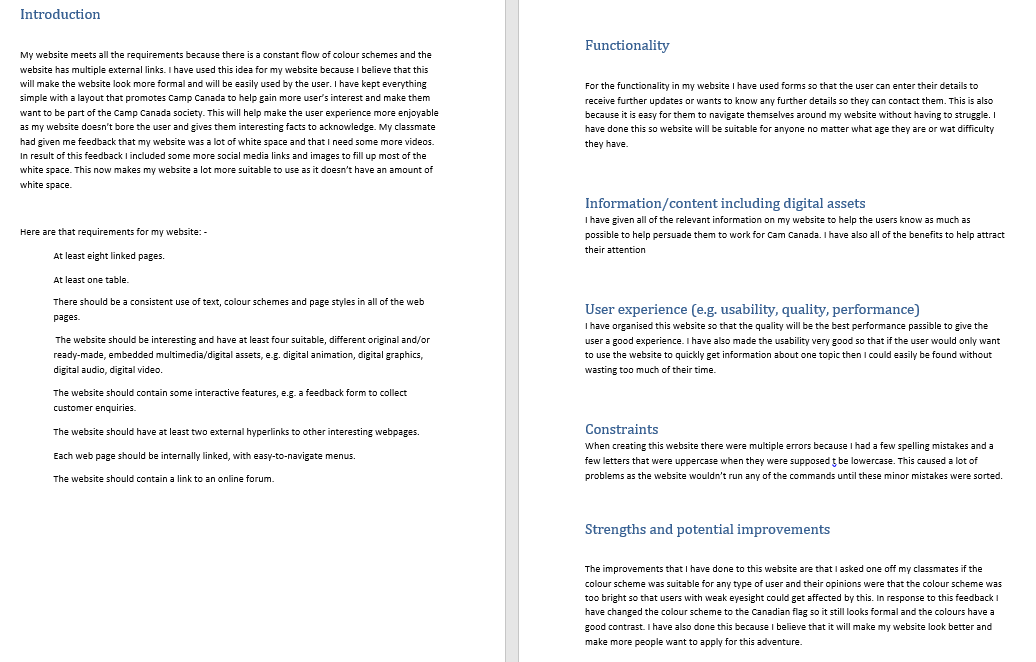 Introduction
My website meets all the requirements because there is a constant flow of colour schemes and the
website has multiple external links. I have used this idea for my website because I believe that this
will make the website look more formal and will be easily used by the user. I have kept everything
simple with a layout that promotes Camp Canada to help gain more user's interest and make them
want to be part of the Camp Canada society. This will help make the user experience more enjoyable
as my website doesn't bore the user and gives them interesting facts to acknowledge. My classmate
had given me feedback that my website was a lot of white space and that I need some more videos.
In result of this feedback I included some more social media links and images to fill up most of the
white space. This now makes my website a lot more suitable to use as it doesn't have an amount of
white space.
Here are that requirements for my website: -
At least eight linked pages.
At least one table.
There should be a consistent use of text, colour schemes and page styles in all of the web
pages.
The website should be interesting and have at least four suitable, different original and/or
ready-made, embedded multimedia/digital assets, e.g. digital animation, digital graphics,
digital audio, digital video.
The website should contain some interactive features, e.g. a feedback form to collect
customer enquiries.
The website should have at least two external hyperlinks to other interesting webpages.
Each web page should be internally linked, with easy-to-navigate menus.
The website should contain a link to an online forum.
Functionality
For the functionality in my website I have used forms so that the user can enter their details to
receive further updates or wants to know any further details so they can contact them. This is also
because it is easy for them to navigate themselves around my website without having to struggle. I
have done this so website will be suitable for anyone no matter what age they are or wat difficulty
they have.
Information/content including digital assets
I have given all of the relevant information on my website to help the users know as much as
possible to help persuade them to work for Cam Canada. I have also all of the benefits to help attract
their attention
User experience (e.g. usability, quality, performance)
I have organised this website so that the quality will be the best performance passible to give the
user a good experience. I have also made the usability very good so that if the user would only want
to use the website to quickly get information about one topic then I could easily be found without
wasting too much of their time.
Constraints
When creating this website there were multiple errors because I had a few spelling mistakes and a
few letters that were uppercase when they were supposed t be lowercase. This caused a lot of
problems as the website wouldn't run any of the commands until these minor mistakes were sorted.
Strengths and potential improvements
The improvements that I have done to this website are that I asked one off my classmates if the
colour scheme was suitable for any type of user and their opinions were that the colour scheme was
too bright so that users with weak eyesight could get affected by this. In response to this feedback I
have changed the colour scheme to the Canadian flag so it still looks formal and the colours have a
good contrast. I have also done this because I believe that it will make my website look better and
make more people want to apply for this adventure.